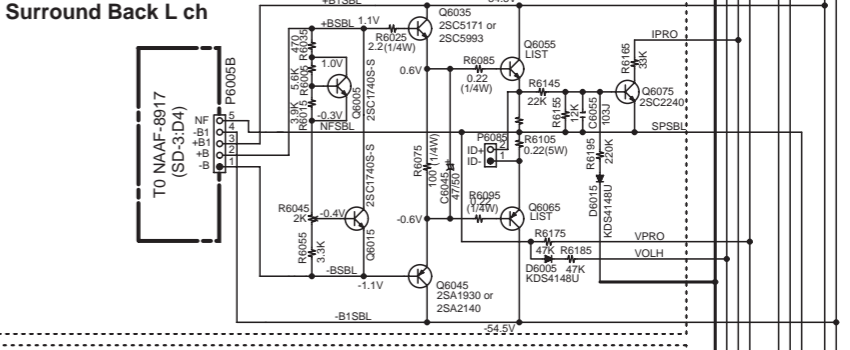 Surround Back L ch
+B1SBL
-54.5V
+BSBL
1.1V
R6025
2.2(1/4W)
Q6035
2SC5171 or
2SC5993
R6035
470
1.0V
R6005
5.6K
Q6005
2SC1740S-S
R6015
3.9K
-0.3V
NFSBL
0.6V
R6085
0.22
(1/4W)
Q6055
LIST
R6145
22K
R6155
12K
C6055
103J
R6165
33K
IPRO
Q6075
2SC2240
SPSBL
P6005B
T0 NAAF-8917
(SD-3:D4)
NF 5
-B1 4
+B1 3
+B 2
-B 1
R6075
100 (1/4W)
C6045
47/50
+
P6085
ID+ 2
ID- 1
R6105
0.22(5W)
R6195
220K
D6015
KDS4148U
2SC1740S-S
Q6015
R6045
2K
-0.4V
R6055
3.3K
-0.6V
R6095
0.22
(1/4W)
Q6065
LIST
R6175
47K
VPRO
R6185
47K
VOLH
D6005
KDS4148U
-BSBL
-1.1V
Q6045
2SA1930 or
2SA2140
-B1SBL
-54.5V